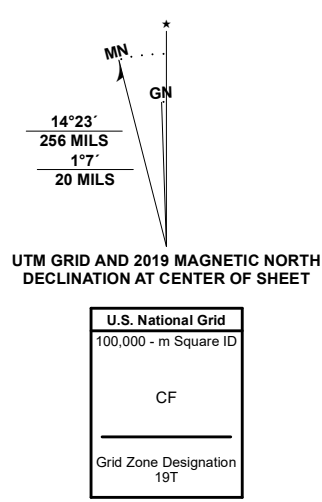 ★
MN
GN
14°23´
256 MILS
1°7´
20 MILS
UTM GRID AND 2019 MAGNETIC NORTH
DECLINATION AT CENTER OF SHEET
U.S. National Grid
100,000 - m Square ID
CF
Grid Zone Designation
19T